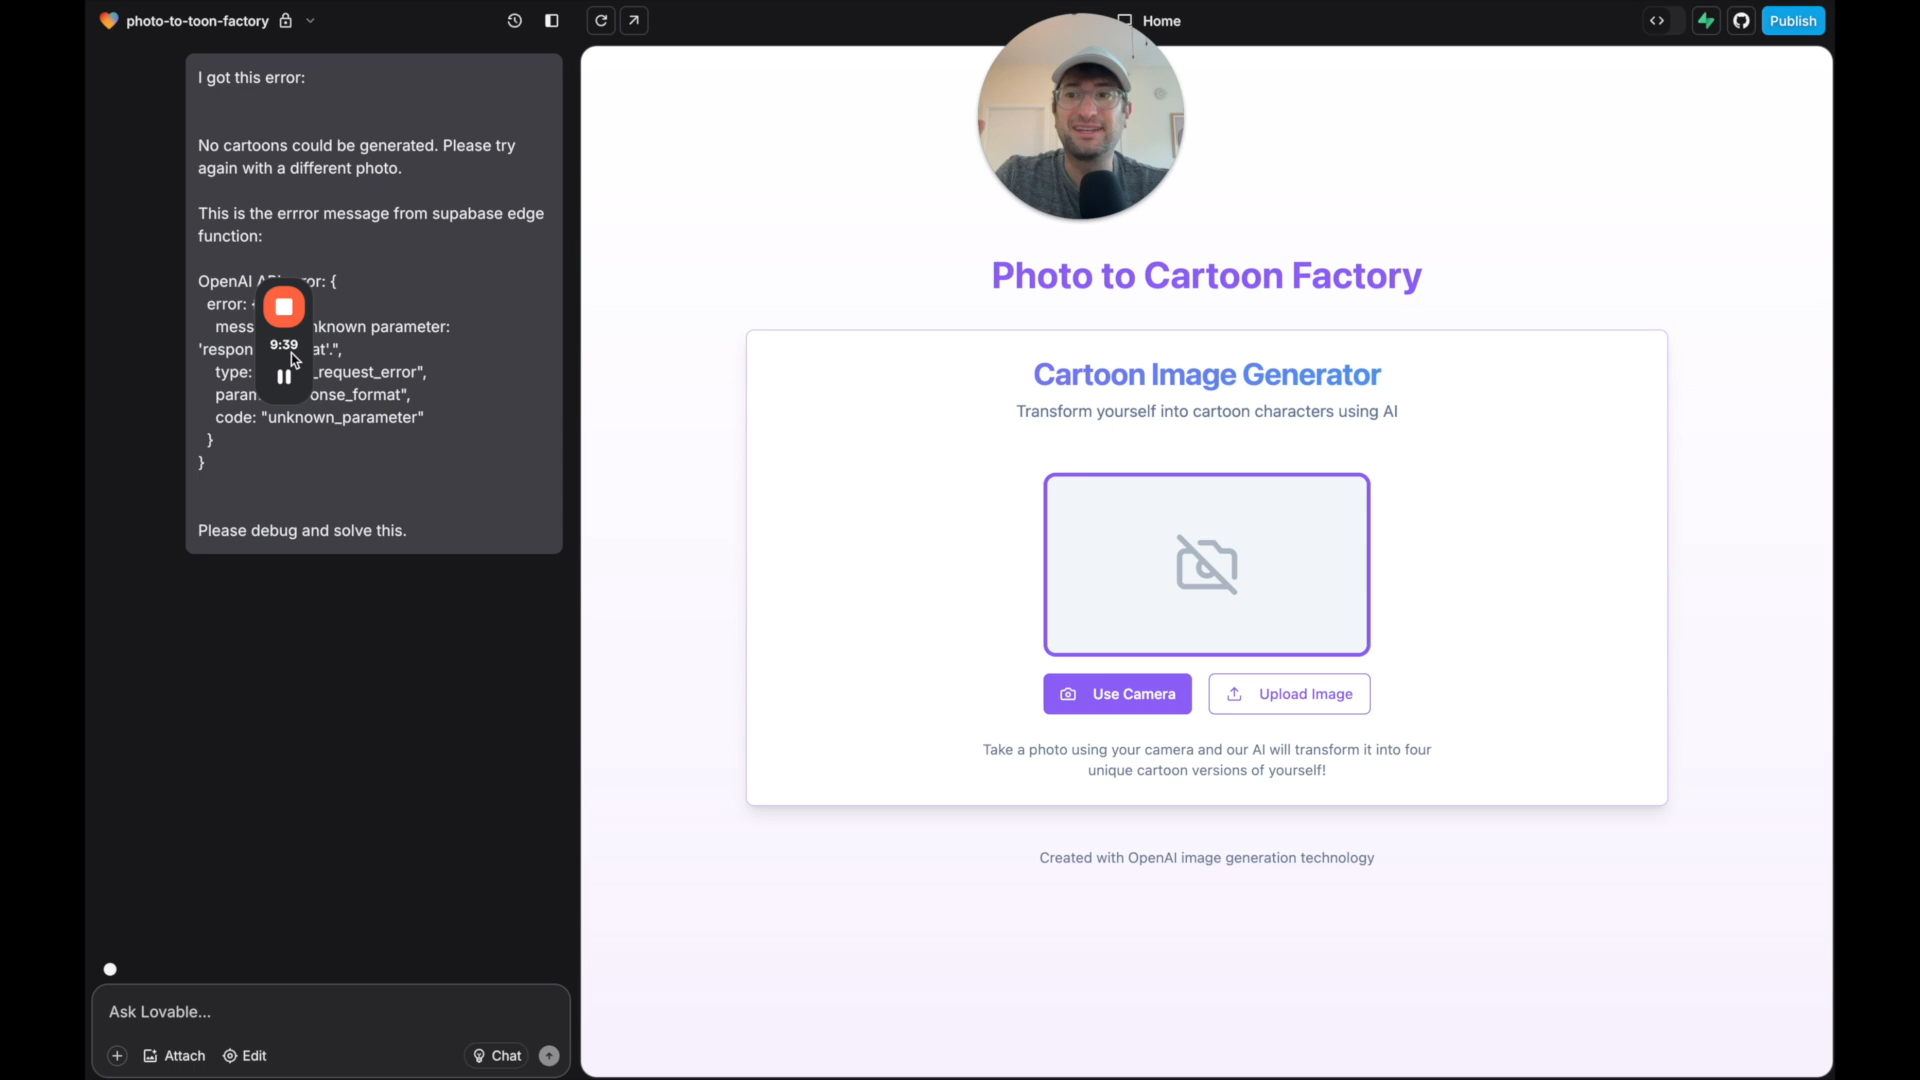 photo-to-toon-factory
Home
Publish
I got this error:
No cartoons could be generated. Please try
again with a different photo.
This is the errror message from supabase edge
function:
OpenAI ror: {
error:
mess nknown parameter:
'respon at'.",
type: _request_error",
param onse_format",
code: "unknown_parameter"
}
}
Please debug and solve this.
9:39
Ask Lovable...
Attach
Edit
Chat
Photo to Cartoon Factory
Cartoon Image Generator
Transform yourself into cartoon characters using AI
Use Camera
Upload Image
Take a photo using your camera and our AI will transform it into four
unique cartoon versions of yourself!
Created with OpenAI image generation technology